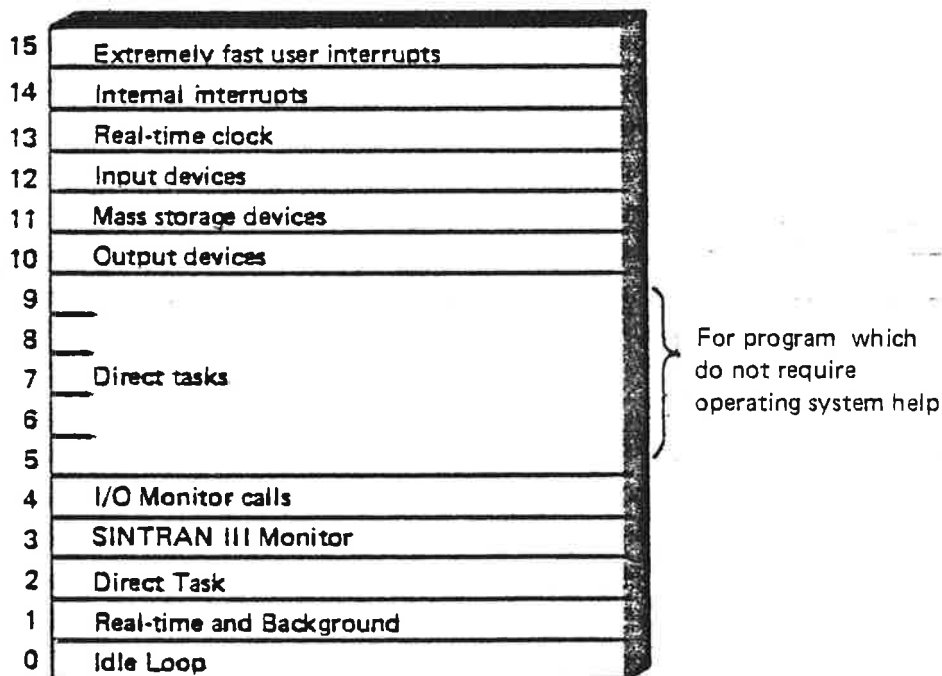 15 Extremely fast user interrupts
14 Internal interrupts
13 Real-time clock
12 Input devices
11 Mass storage devices
10 Output devices
9
8
7 Direct tasks
6
5
For program which
do not require
operating system help
4 I/O Monitor calls
3 SINTRAN III Monitor
2 Direct Task
1 Real-time and Background
0 Idle Loop